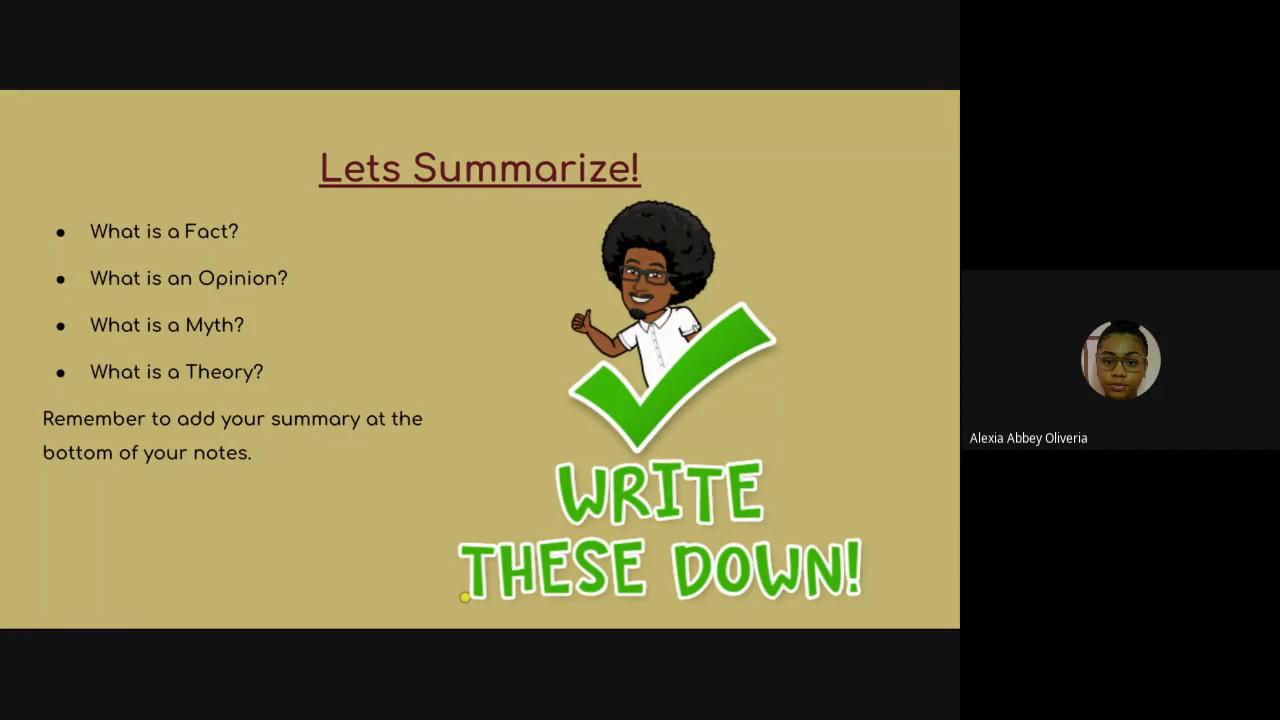 Lets Summarize!
What is a Fact?
What is an Opinion?
What is a Myth?
What is a Theory?
Remember to add your summary at the
bottom of your notes.
WRITE
THESE DOWN!
Alexia Abbey Oliveria